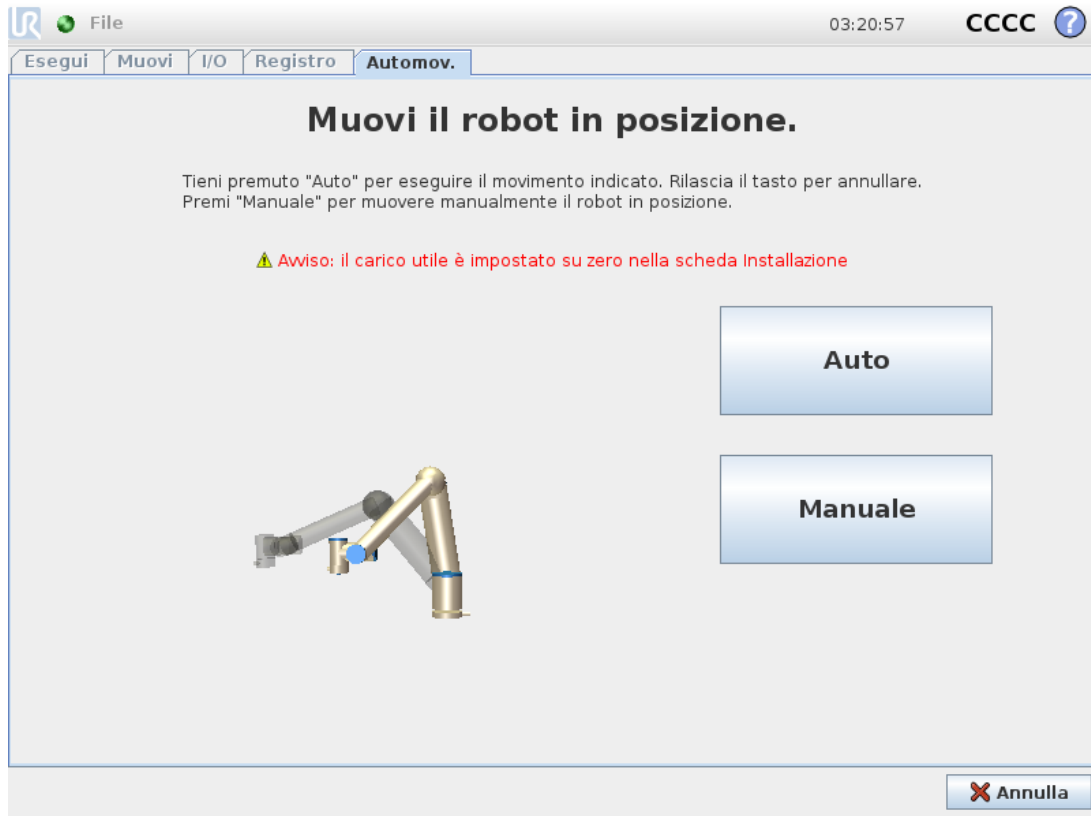 UR File 03:20:57 CCCC ?
Esegui Muovi I/O Registro Automov.
Muovi il robot in posizione.
Tieni premuto "Auto" per eseguire il movimento indicato. Rilascia il tasto per annullare.
Premi "Manuale" per muovere manualmente il robot in posizione.
Avviso: il carico utile è impostato su zero nella scheda Installazione
Auto
Manuale
Annulla